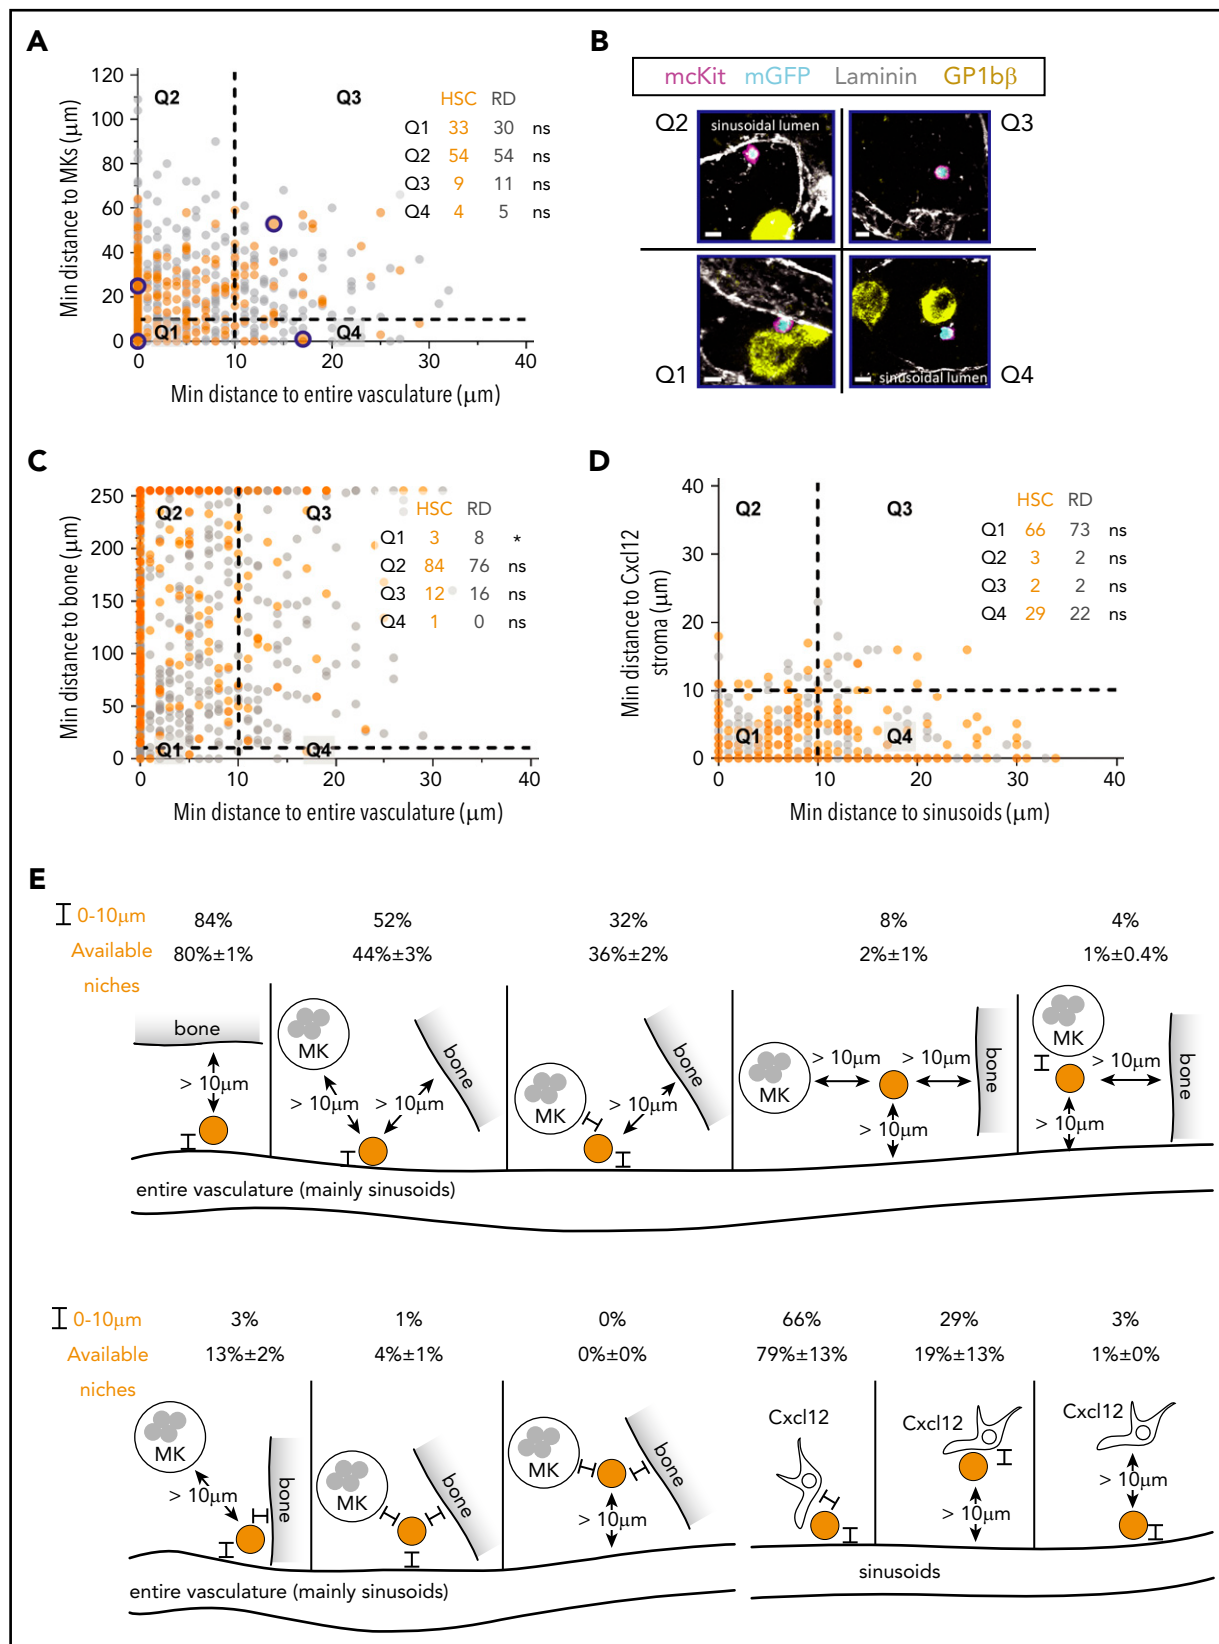 A
120
100
80
60
40
20
0
Min distance to MKs (μm)
Q2
Q3
HSC RD
Q1 33 30 ns
Q2 54 54 ns
Q3 9 11 ns
Q4 4 5 ns
Q1
Q4
0 10 20 30 40
Min distance to entire vasculature (μm)
B
mcKit mGFP Laminin GP1bβ
Q2
sinusoidal lumen
Q3
Q1
sinusoidal lumen
Q4
C
250
200
150
100
50
0
Min distance to bone (μm)
Q2
Q3
HSC RD
Q1 3 8 *
Q2 84 76 ns
Q3 12 16 ns
Q4 1 0 ns
Q1
Q4
0 10 20 30 40
Min distance to entire vasculature (μm)
D
40
30
20
10
0
Min distance to Cxcl12
stroma (μm)
Q2
Q3
HSC RD
Q1 66 73 ns
Q2 3 2 ns
Q3 2 2 ns
Q4 29 22 ns
Q1
Q4
0 10 20 30 40
Min distance to sinusoids (μm)
E
0-10μm 84% 52% 32% 8% 4%
Available 80%±1% 44%±3% 36%±2% 2%±1% 1%±0.4%
niches
bone
> 10μm
MK
bone
> 10μm > 10μm
MK
bone
> 10μm
MK
bone
> 10μm > 10μm
> 10μm
MK
bone
> 10μm
> 10μm
entire vasculature (mainly sinusoids)
0-10μm 3% 1% 0% 66% 29% 3%
Available 13%±2% 4%±1% 0%±0% 79%±13% 19%±13% 1%±0%
niches
MK
bone
> 10μm
MK
bone
MK
bone
> 10μm
Cxcl12
Cxcl12
> 10μm
Cxcl12
> 10μm
entire vasculature (mainly sinusoids)
sinusoids